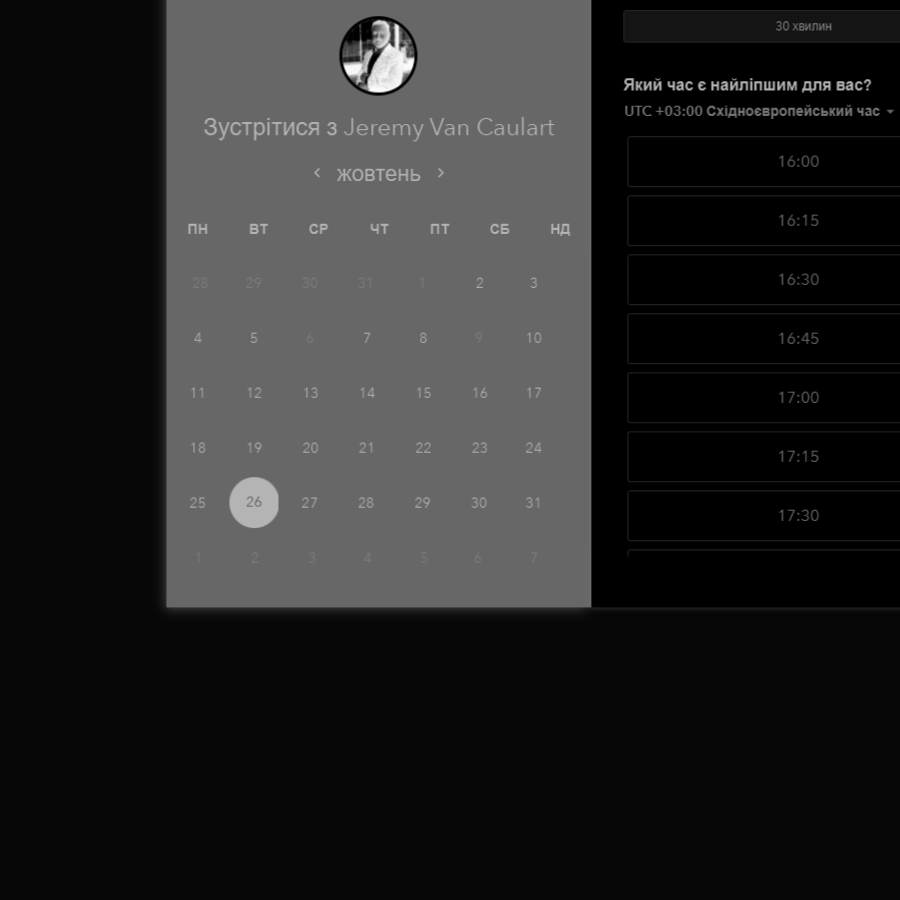 Зустрітися з Jeremy Van Caulart
жовтень
ПН ВТ СР ЧТ ПТ СБ НД
28 29 30 31 1 2 3
4 5 6 7 8 9 10
11 12 13 14 15 16 17
18 19 20 21 22 23 24
25 26 27 28 29 30 31
1 2 3 4 5 6 7
30 хвилин
Який час є найліпшим для вас?
UTC +03:00 Східноєвропейський час
16:00
16:15
16:30
16:45
17:00
17:15
17:30